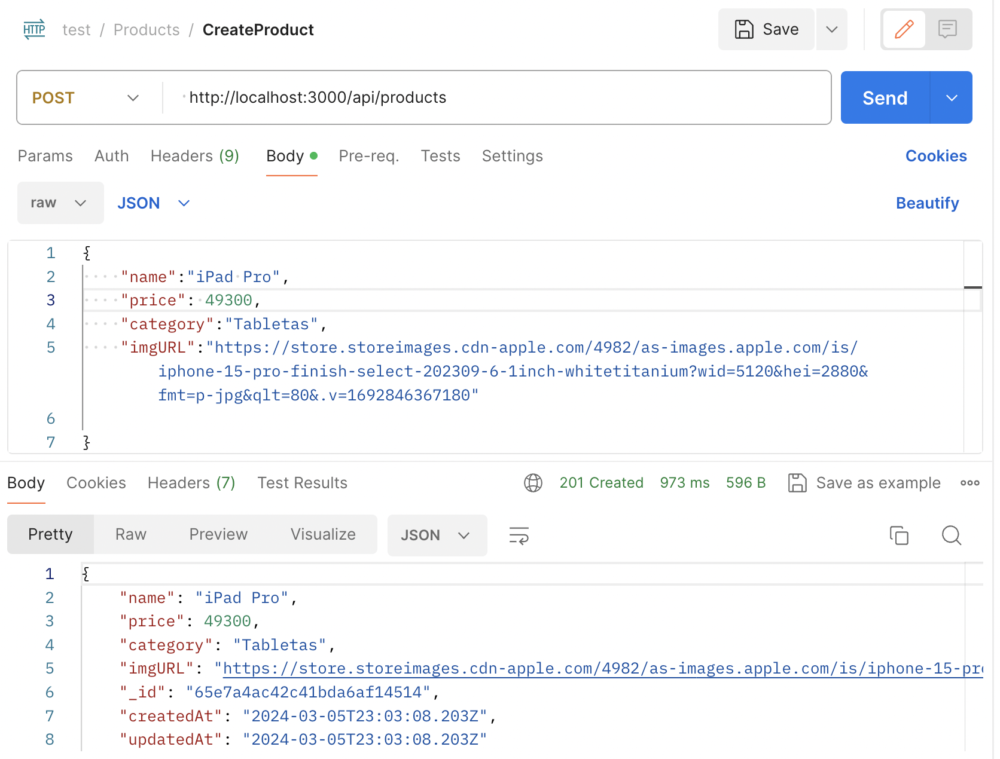 HTTP test / Products / CreateProduct Save
POST http://localhost:3000/api/products Send
Params Auth Headers (9) Body Pre-req. Tests Settings Cookies
raw JSON Beautify
1 {
2 "name":"iPad Pro",
3 "price": 49300,
4 "category":"Tabletas",
5 "imgURL":"https://store.storeimages.cdn-apple.com/4982/as-images.apple.com/is/
iphone-15-pro-finish-select-202309-6-1inch-whitetitanium?wid=5120&hei=2880&
fmt=p-jpg&qlt=80&.v=1692846367180"
6
7 }
Body Cookies Headers (7) Test Results 201 Created 973 ms 596 B Save as example
Pretty Raw Preview Visualize JSON
1 {
2 "name": "iPad Pro",
3 "price": 49300,
4 "category": "Tabletas",
5 "imgURL": "https://store.storeimages.cdn-apple.com/4982/as-images.apple.com/is/iphone-15-pro
6 "_id": "65e7a4ac42c41bda6af14514",
7 "createdAt": "2024-03-05T23:03:08.203Z",
8 "updatedAt": "2024-03-05T23:03:08.203Z"